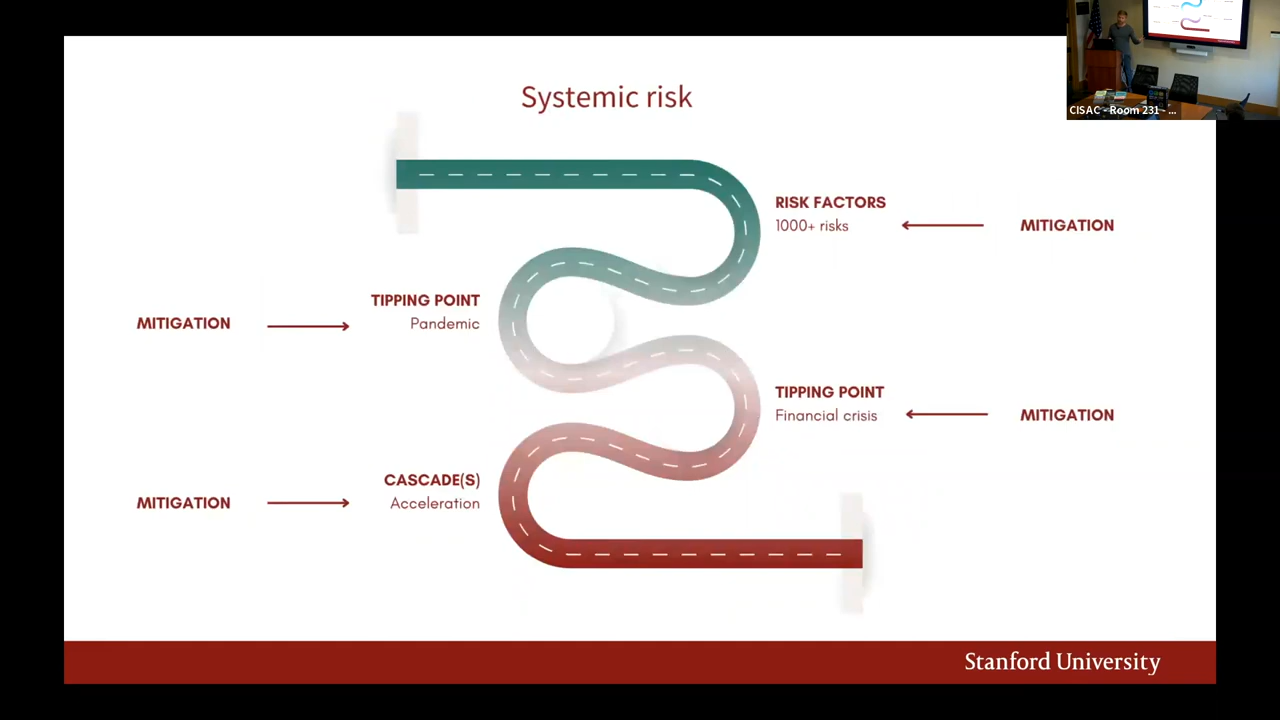 CISAC - Room 231 - ...
Systemic risk
RISK FACTORS
1000+ risks
MITIGATION
TIPPING POINT
Pandemic
MITIGATION
TIPPING POINT
Financial crisis
MITIGATION
CASCADE(S)
Acceleration
MITIGATION
Stanford University